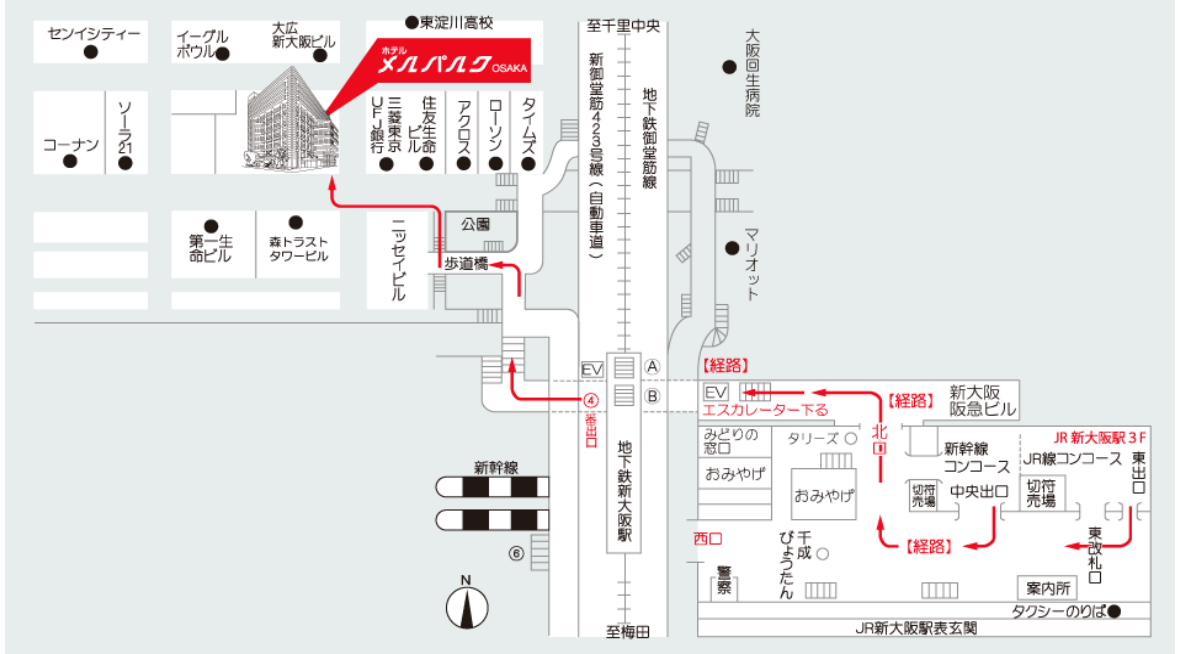 センイシティー
イーグル
ボウル
大広
新大阪ビル
東淀川高校
ホテル
メルパルク OSAKA
至千里中央
大阪回生病院
新御堂筋423号線(自動車道)
地下鉄御堂筋線
コーナン
ソーラ21
三菱東京
UFJ銀行
住友生命
ビル
アクロス
ローソン
タイムズ
第一生
命ビル
森トラスト
タワービル
ニッセイビル
公園
歩道橋
マリオット
EV
A
B
④
番出口
【経路】
EV
エスカレーター下る
【経路】
新大阪
阪急ビル
北口
JR新大阪駅3F
みどりの
窓口
タリーズ
新幹線
コンコース
JR線コンコース
東出口
おみやげ
おみやげ
切符
売場
中央出口
切符
売場
新幹線
地下鉄新大阪駅
⑥
西口
千成
びょうたん
【経路】
東改札口
警察
案内所
タクシーのりば
JR新大阪駅表玄関
N
至梅田